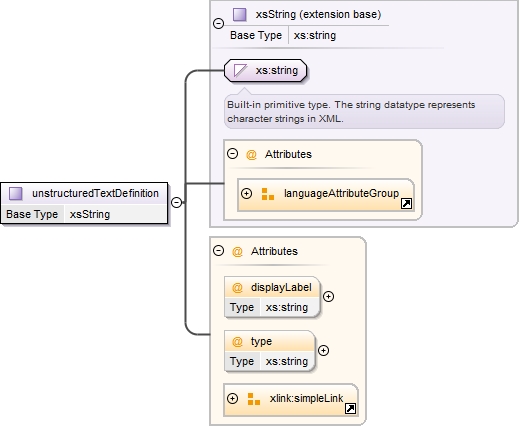 xsString (extension base)
Base Type xs:string
xs:string
Built-in primitive type. The string datatype represents
character strings in XML.
@ Attributes
languageAttributeGroup
unstructuredTextDefinition
Base Type xsString
@ Attributes
@ displayLabel
Type xs:string
@ type
Type xs:string
xlink:simpleLink